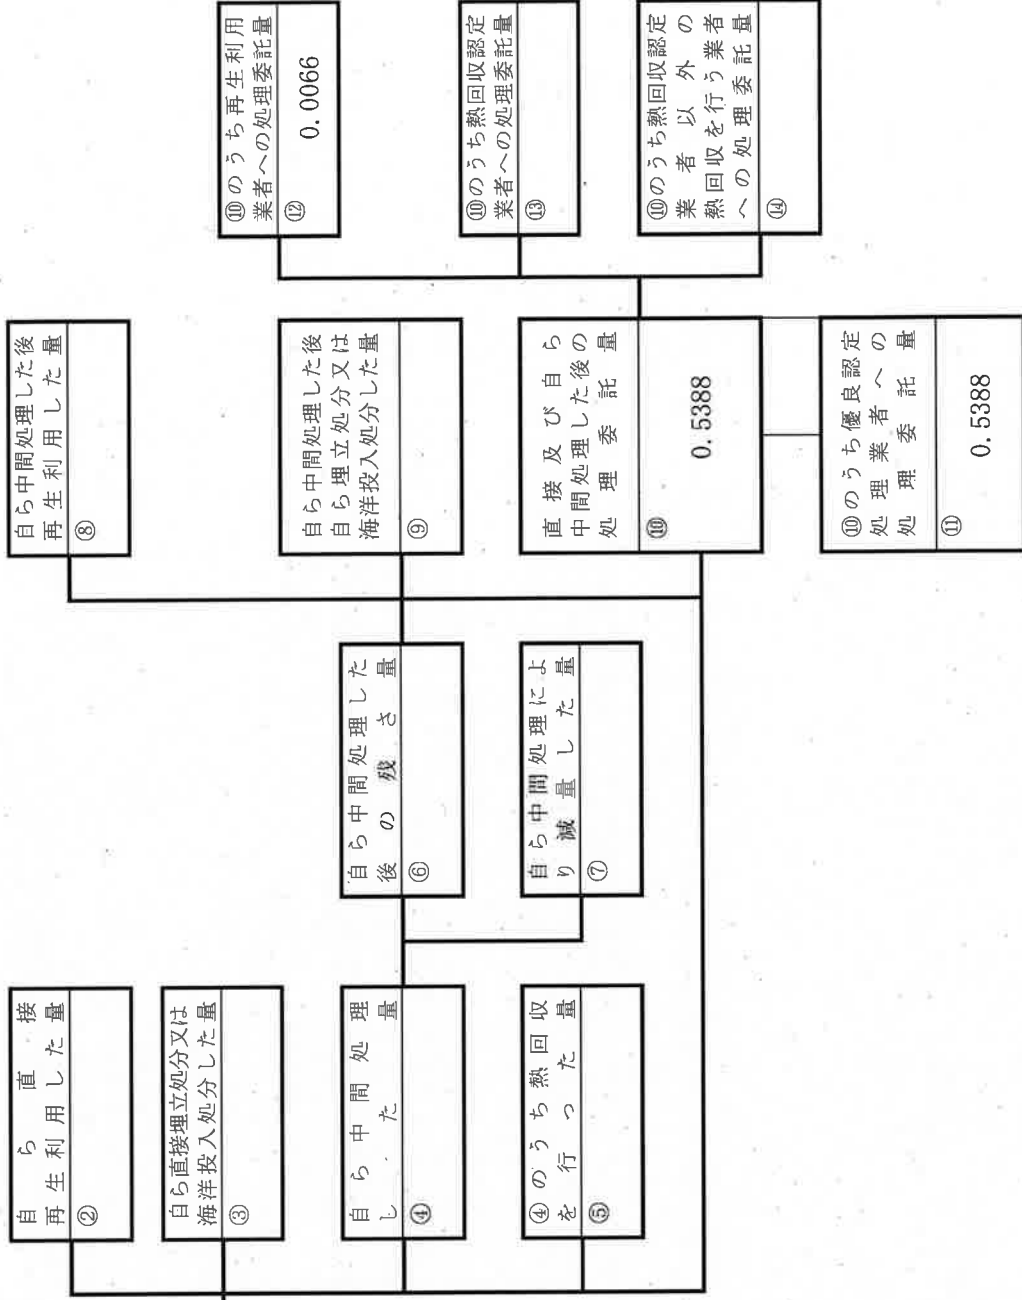 自ら直接
再生利用した量
②
自ら直接埋立処分又は
海洋投入処分した量
③
自ら中間処理
した量
④
④のうち熱回収
を行った量
⑤
自ら中間処理した
後の残さ量
⑥
自ら中間処理によ
り減量した量
⑦
自ら中間処理した後
再生利用した量
⑧
自ら中間処理した後
自ら埋立処分又は
海洋投入処分した量
⑨
直接及び自ら
中間処理した後の
処理委託量
⑩
0.5388
⑩のうち優良認定
処理業者への
処理委託量
⑪
0.5388
⑩のうち再生利用
業者への処理委託量
⑫
0.0066
⑩のうち熱回収認定
業者への処理委託量
⑬
⑩のうち熱回収認定
業者以外の
熱回収を行う業者
への処理委託量
⑭